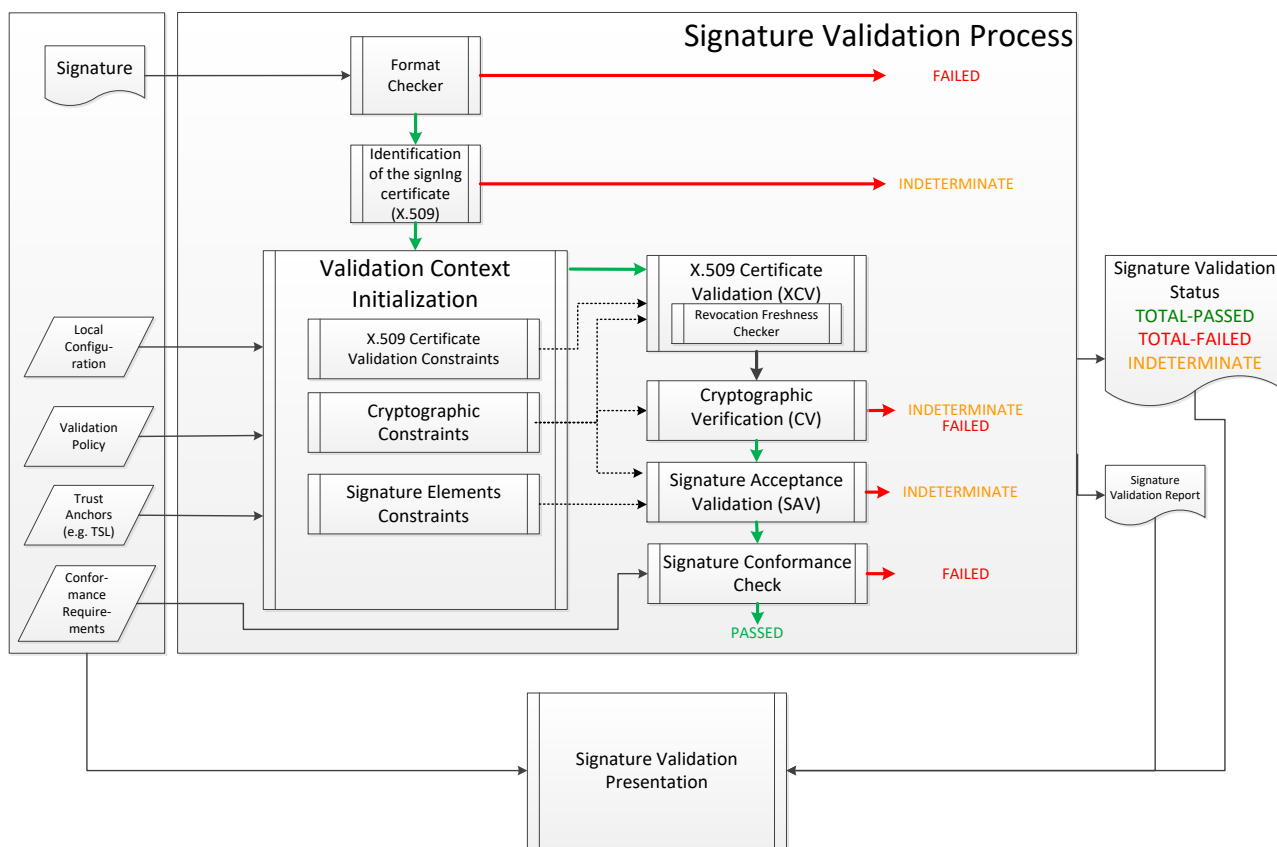 Signature Validation Process
Signature
Format
Checker
FAILED
Identification
of the signIng
certificate
(X.509)
INDETERMINATE
Validation Context
Initialization
X.509 Certificate
Validation Constraints
Cryptographic
Constraints
Signature Elements
Constraints
X.509 Certificate
Validation (XCV)
Revocation Freshness
Checker
Cryptographic
Verification (CV)
INDETERMINATE
FAILED
Signature Acceptance
Validation (SAV)
INDETERMINATE
Signature Conformance
Check
FAILED
PASSED
Local
Configu-
ration
Validation
Policy
Trust
Anchors
(e.g. TSL)
Confor-
mance
Require-
ments
Signature Validation
Status
TOTAL-PASSED
TOTAL-FAILED
INDETERMINATE
Signature
Validation Report
Signature Validation
Presentation